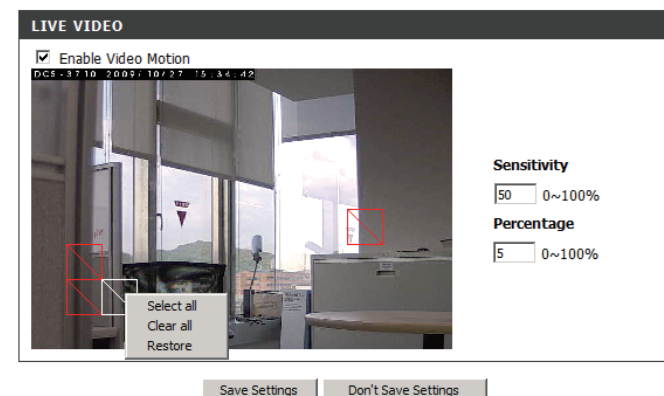 LIVE VIDEO
Enable Video Motion
DCS-3710 2009/10/27 15:34:42
Sensitivity
50 0~100%
Percentage
5 0~100%
Select all
Clear all
Restore
Save Settings Don't Save Settings